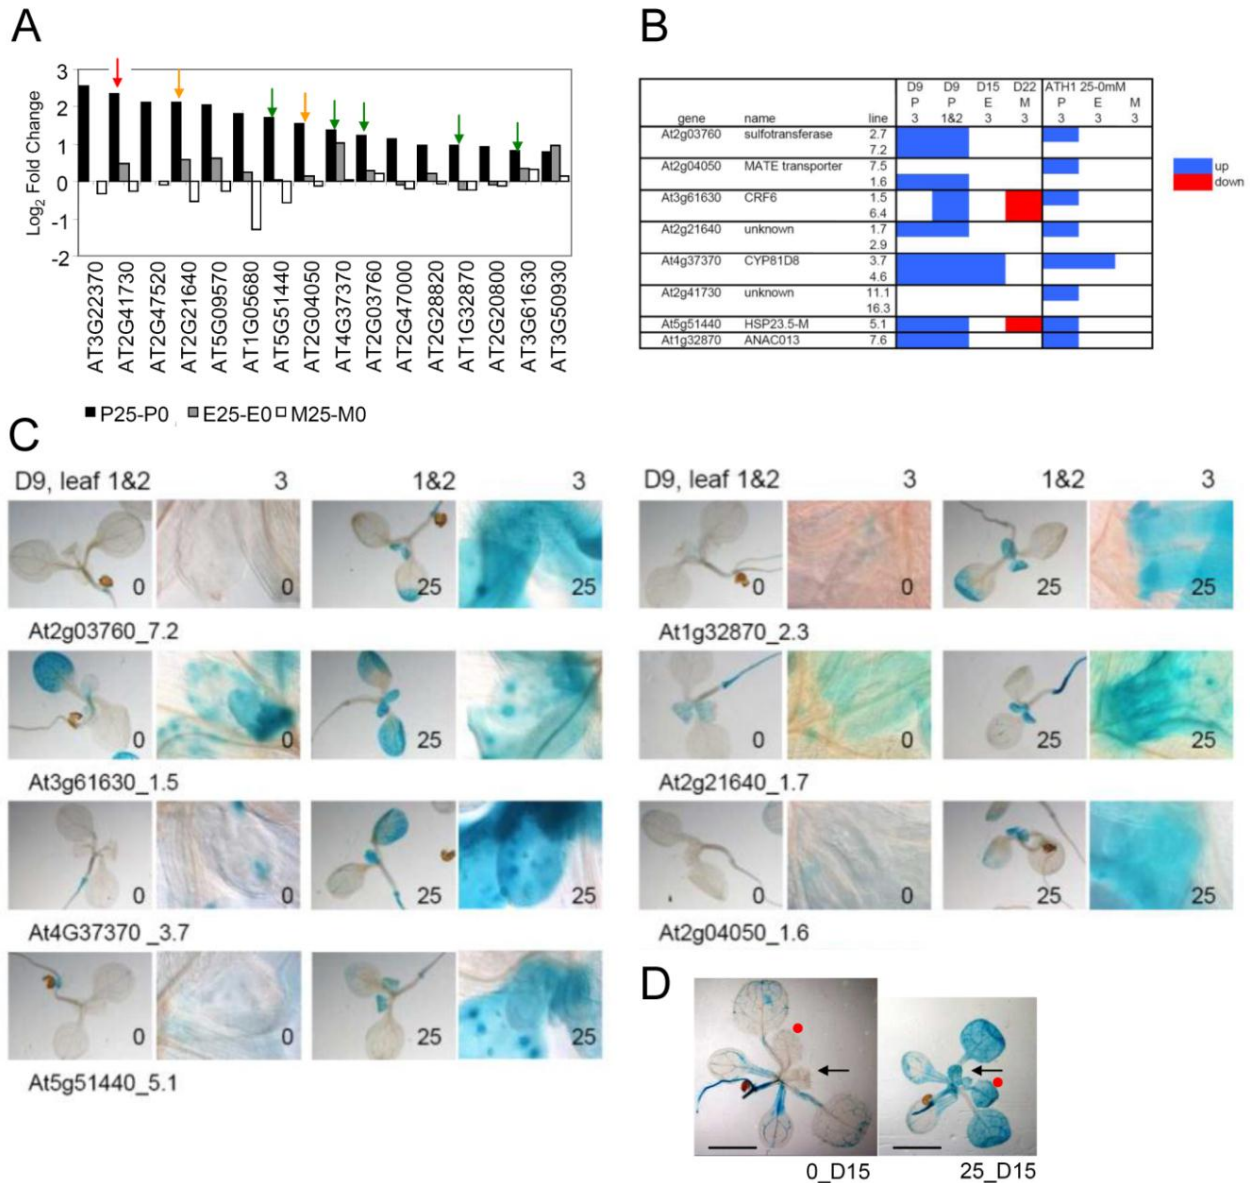 A
3
2
1
0
-1
-2
Log2 Fold Change
AT3G22370
AT2G41730
AT2G47520
AT2G21640
AT5G09570
AT1G05680
AT5G51440
AT2G04050
AT4G37370
AT2G03760
AT2G47000
AT2G28820
AT1G32870
AT2G20800
AT3G61630
AT3G50930
P25-P0 E25-E0 M25-M0
B
D9 D9 D15 D22 ATH1 25-0mM
P P E M P E M
gene name line 3 1&2 3 3 3 3 3
At2g03760 sulfotransferase 2.7
7.2
At2g04050 MATE transporter 7.5
1.6
At3g61630 CRF6 1.5
6.4
At2g21640 unknown 1.7
2.9
At4g37370 CYP81D8 3.7
4.6
At2g41730 unknown 11.1
16.3
At5g51440 HSP23.5-M 5.1
At1g32870 ANAC013 7.6
up
down
C
D9, leaf 1&2 3 1&2 3
0 0 25 25
At2g03760_7.2
0 0 25 25
At3g61630_1.5
0 0 25 25
At4G37370 _3.7
0 0 25 25
At5g51440_5.1
D9, leaf 1&2 3 1&2 3
0 0 25 25
At1g32870_2.3
0 0 25 25
At2g21640_1.7
0 0 25 25
At2g04050_1.6
D
0_D15 25_D15